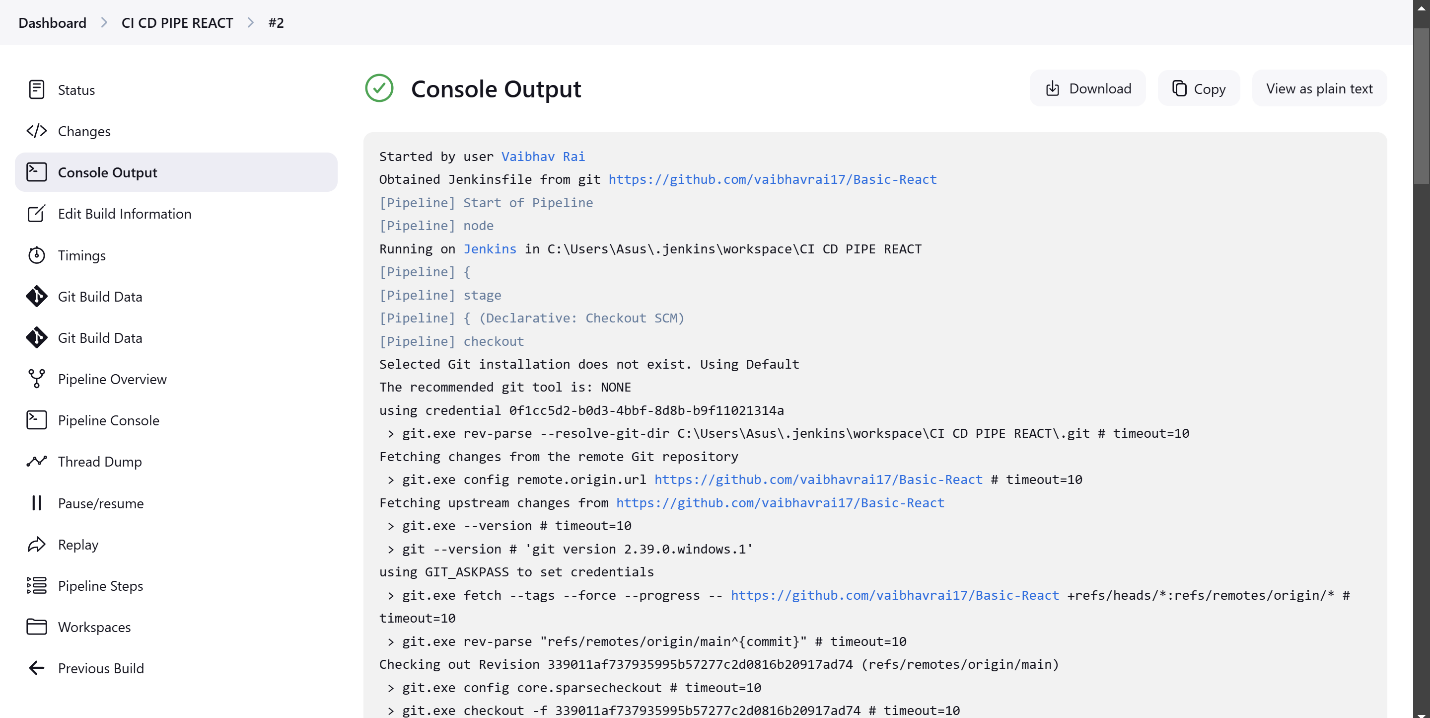 Dashboard > CI CD PIPE REACT > #2
Status
Changes
Console Output
Edit Build Information
Timings
Git Build Data
Git Build Data
Pipeline Overview
Pipeline Console
Thread Dump
Pause/resume
Replay
Pipeline Steps
Workspaces
Previous Build
Console Output
Download
Copy
View as plain text
Started by user Vaibhav Rai
Obtained Jenkinsfile from git https://github.com/vaibhavrai17/Basic-React
[Pipeline] Start of Pipeline
[Pipeline] node
Running on Jenkins in C:\Users\Asus\.jenkins\workspace\CI CD PIPE REACT
[Pipeline] {
[Pipeline] stage
[Pipeline] { (Declarative: Checkout SCM)
[Pipeline] checkout
Selected Git installation does not exist. Using Default
The recommended git tool is: NONE
using credential 0f1cc5d2-b0d3-4bbf-8d8b-b9f11021314a
> git.exe rev-parse --resolve-git-dir C:\Users\Asus\.jenkins\workspace\CI CD PIPE REACT\.git # timeout=10
Fetching changes from the remote Git repository
> git.exe config remote.origin.url https://github.com/vaibhavrai17/Basic-React # timeout=10
Fetching upstream changes from https://github.com/vaibhavrai17/Basic-React
> git.exe --version # timeout=10
> git --version # 'git version 2.39.0.windows.1'
using GIT_ASKPASS to set credentials
> git.exe fetch --tags --force --progress -- https://github.com/vaibhavrai17/Basic-React +refs/heads/*:refs/remotes/origin/* #
timeout=10
> git.exe rev-parse "refs/remotes/origin/main^{commit}" # timeout=10
Checking out Revision 339011af737935995b57277c2d0816b20917ad74 (refs/remotes/origin/main)
> git.exe config core.sparsecheckout # timeout=10
> git.exe checkout -f 339011af737935995b57277c2d0816b20917ad74 # timeout=10